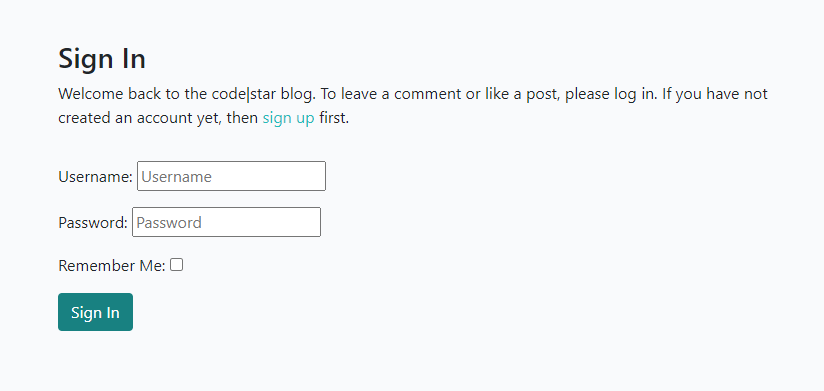 Sign In
Welcome back to the code|star blog. To leave a comment or like a post, please log in. If you have not
created an account yet, then sign up first.
Username: Username
Password: Password
Remember Me:
Sign In